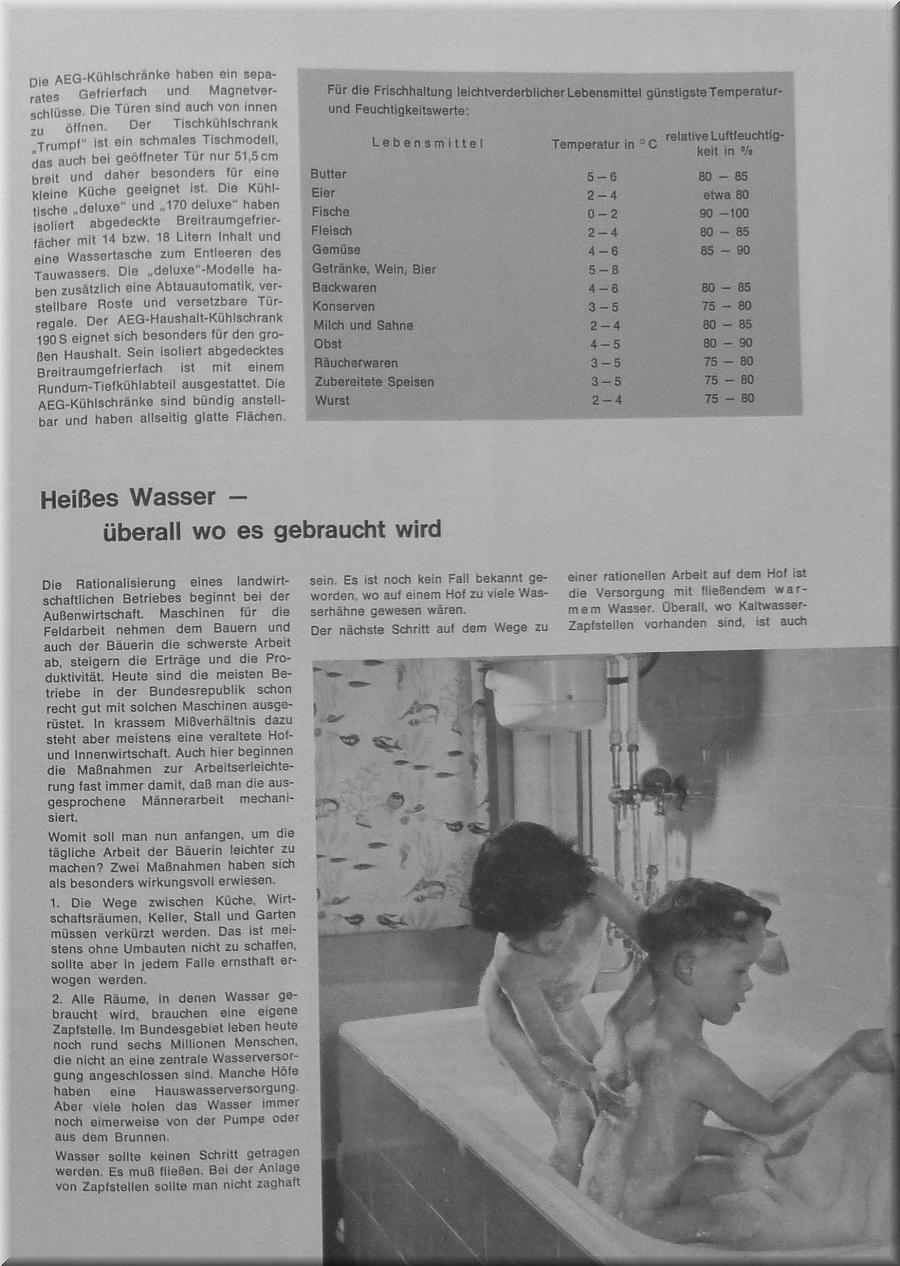 Die AEG-Kühlschränke haben ein sepa-
rates Gefrierfach und Magnetver-
schlüsse. Die Türen sind auch von innen
zu öffnen. Der Tischkühlschrank
„Trumpf" ist ein schmales Tischmodell,
das auch bei geöffneter Tür nur 51,5 cm
breit und daher besonders für eine
kleine Küche geeignet ist. Die Kühl-
tische „deluxe" und „170 deluxe" haben
isoliert abgedeckte Breitraumgefrier-
fächer mit 14 bzw. 18 Litern Inhalt und
eine Wassertasche zum Entleeren des
Tauwassers. Die „deluxe"-Modelle ha-
ben zusätzlich eine Abtauautomatik, ver-
stellbare Roste und versetzbare Tür-
regale. Der AEG-Haushalt-Kühlschrank
190 S eignet sich besonders für den gro-
ßen Haushalt. Sein isoliert abgedecktes
Breitraumgefrierfach ist mit einem
Rundum-Tiefkühlabteil ausgestattet. Die
AEG-Kühlschränke sind bündig anstell-
bar und haben allseitig glatte Flächen.
Für die Frischhaltung leichtverderblicher Lebensmittel günstigste Temperatur-
und Feuchtigkeitswerte:
Lebensmittel Temperatur in °C relative Luftfeuchtig-
keit in %
Butter 5 – 6 80 – 85
Eier 2 – 4 etwa 80
Fische 0 – 2 90 –100
Fleisch 2 – 4 80 – 85
Gemüse 4 – 6 85 – 90
Getränke, Wein, Bier 5 – 8
Backwaren 4 – 6 80 – 85
Konserven 3 – 5 75 – 80
Milch und Sahne 2 – 4 80 – 85
Obst 4 – 5 80 – 90
Räucherwaren 3 – 5 75 – 80
Zubereitete Speisen 3 – 5 75 – 80
Wurst 2 – 4 75 – 80
Heißes Wasser –
überall wo es gebraucht wird
Die Rationalisierung eines landwirt-
schaftlichen Betriebes beginnt bei der
Außenwirtschaft. Maschinen für die
Feldarbeit nehmen dem Bauern und
auch der Bäuerin die schwerste Arbeit
ab, steigern die Erträge und die Pro-
duktivität. Heute sind die meisten Be-
triebe in der Bundesrepublik schon
recht gut mit solchen Maschinen ausge-
rüstet. In krassem Mißverhältnis dazu
steht aber meistens eine veraltete Hof-
und Innenwirtschaft. Auch hier beginnen
die Maßnahmen zur Arbeitserleichte-
rung fast immer damit, daß man die aus-
gesprochene Männerarbeit mechani-
siert.
Womit soll man nun anfangen, um die
tägliche Arbeit der Bäuerin leichter zu
machen? Zwei Maßnahmen haben sich
als besonders wirkungsvoll erwiesen.
1. Die Wege zwischen Küche, Wirt-
schaftsräumen, Keller, Stall und Garten
müssen verkürzt werden. Das ist mei-
stens ohne Umbauten nicht zu schaffen,
sollte aber in jedem Falle ernsthaft er-
wogen werden.
2. Alle Räume, in denen Wasser ge-
braucht wird, brauchen eine eigene
Zapfstelle. Im Bundesgebiet leben heute
noch rund sechs Millionen Menschen,
die nicht an eine zentrale Wasserversor-
gung angeschlossen sind. Manche Höfe
haben eine Hauswasserversorgung.
Aber viele holen das Wasser immer
noch eimerweise von der Pumpe oder
aus dem Brunnen.
Wasser sollte keinen Schritt getragen
werden. Es muß fließen. Bei der Anlage
von Zapfstellen sollte man nicht zaghaft
sein. Es ist noch kein Fall bekannt ge-
worden, wo auf einem Hof zu viele Was-
serhähne gewesen wären.
Der nächste Schritt auf dem Wege zu
einer rationellen Arbeit auf dem Hof ist
die Versorgung mit fließendem war-
mem Wasser. Überall, wo Kaltwasser-
Zapfstellen vorhanden sind, ist auch